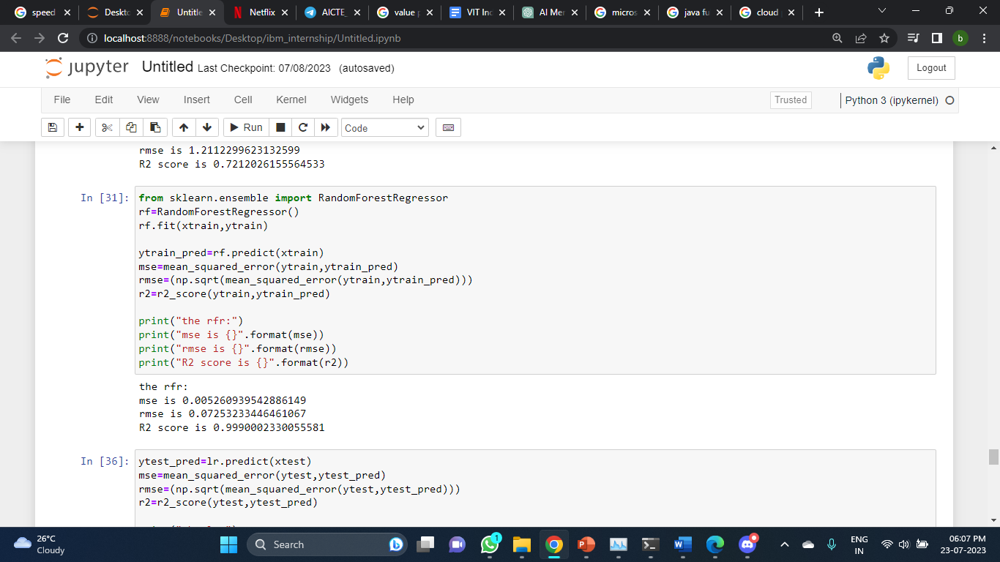 speed
Deskto
Untitle
Netflix
AICTE_
value p
VIT Inc
AI Mer
micros
java fu
cloud
localhost:8888/notebooks/Desktop/ibm_internship/Untitled.ipynb
b
jupyter Untitled Last Checkpoint: 07/08/2023 (autosaved)
Logout
File Edit View Insert Cell Kernel Widgets Help
Trusted
Python 3 (ipykernel)
Run
Code
rmse is 1.2112299623132599
R2 score is 0.7212026155564533
In [31]: from sklearn.ensemble import RandomForestRegressor
rf=RandomForestRegressor()
rf.fit(xtrain,ytrain)
ytrain_pred=rf.predict(xtrain)
mse=mean_squared_error(ytrain,ytrain_pred)
rmse=(np.sqrt(mean_squared_error(ytrain,ytrain_pred)))
r2=r2_score(ytrain,ytrain_pred)
print("the rfr:")
print("mse is {}".format(mse))
print("rmse is {}".format(rmse))
print("R2 score is {}".format(r2))
the rfr:
mse is 0.005260939542886149
rmse is 0.07253233446461067
R2 score is 0.9990002330055581
In [36]: ytest_pred=lr.predict(xtest)
mse=mean_squared_error(ytest,ytest_pred)
rmse=(np.sqrt(mean_squared_error(ytest,ytest_pred)))
r2=r2_score(ytest,ytest_pred)
26°C
Cloudy
Search
1
ENG
IN
06:07 PM
23-07-2023